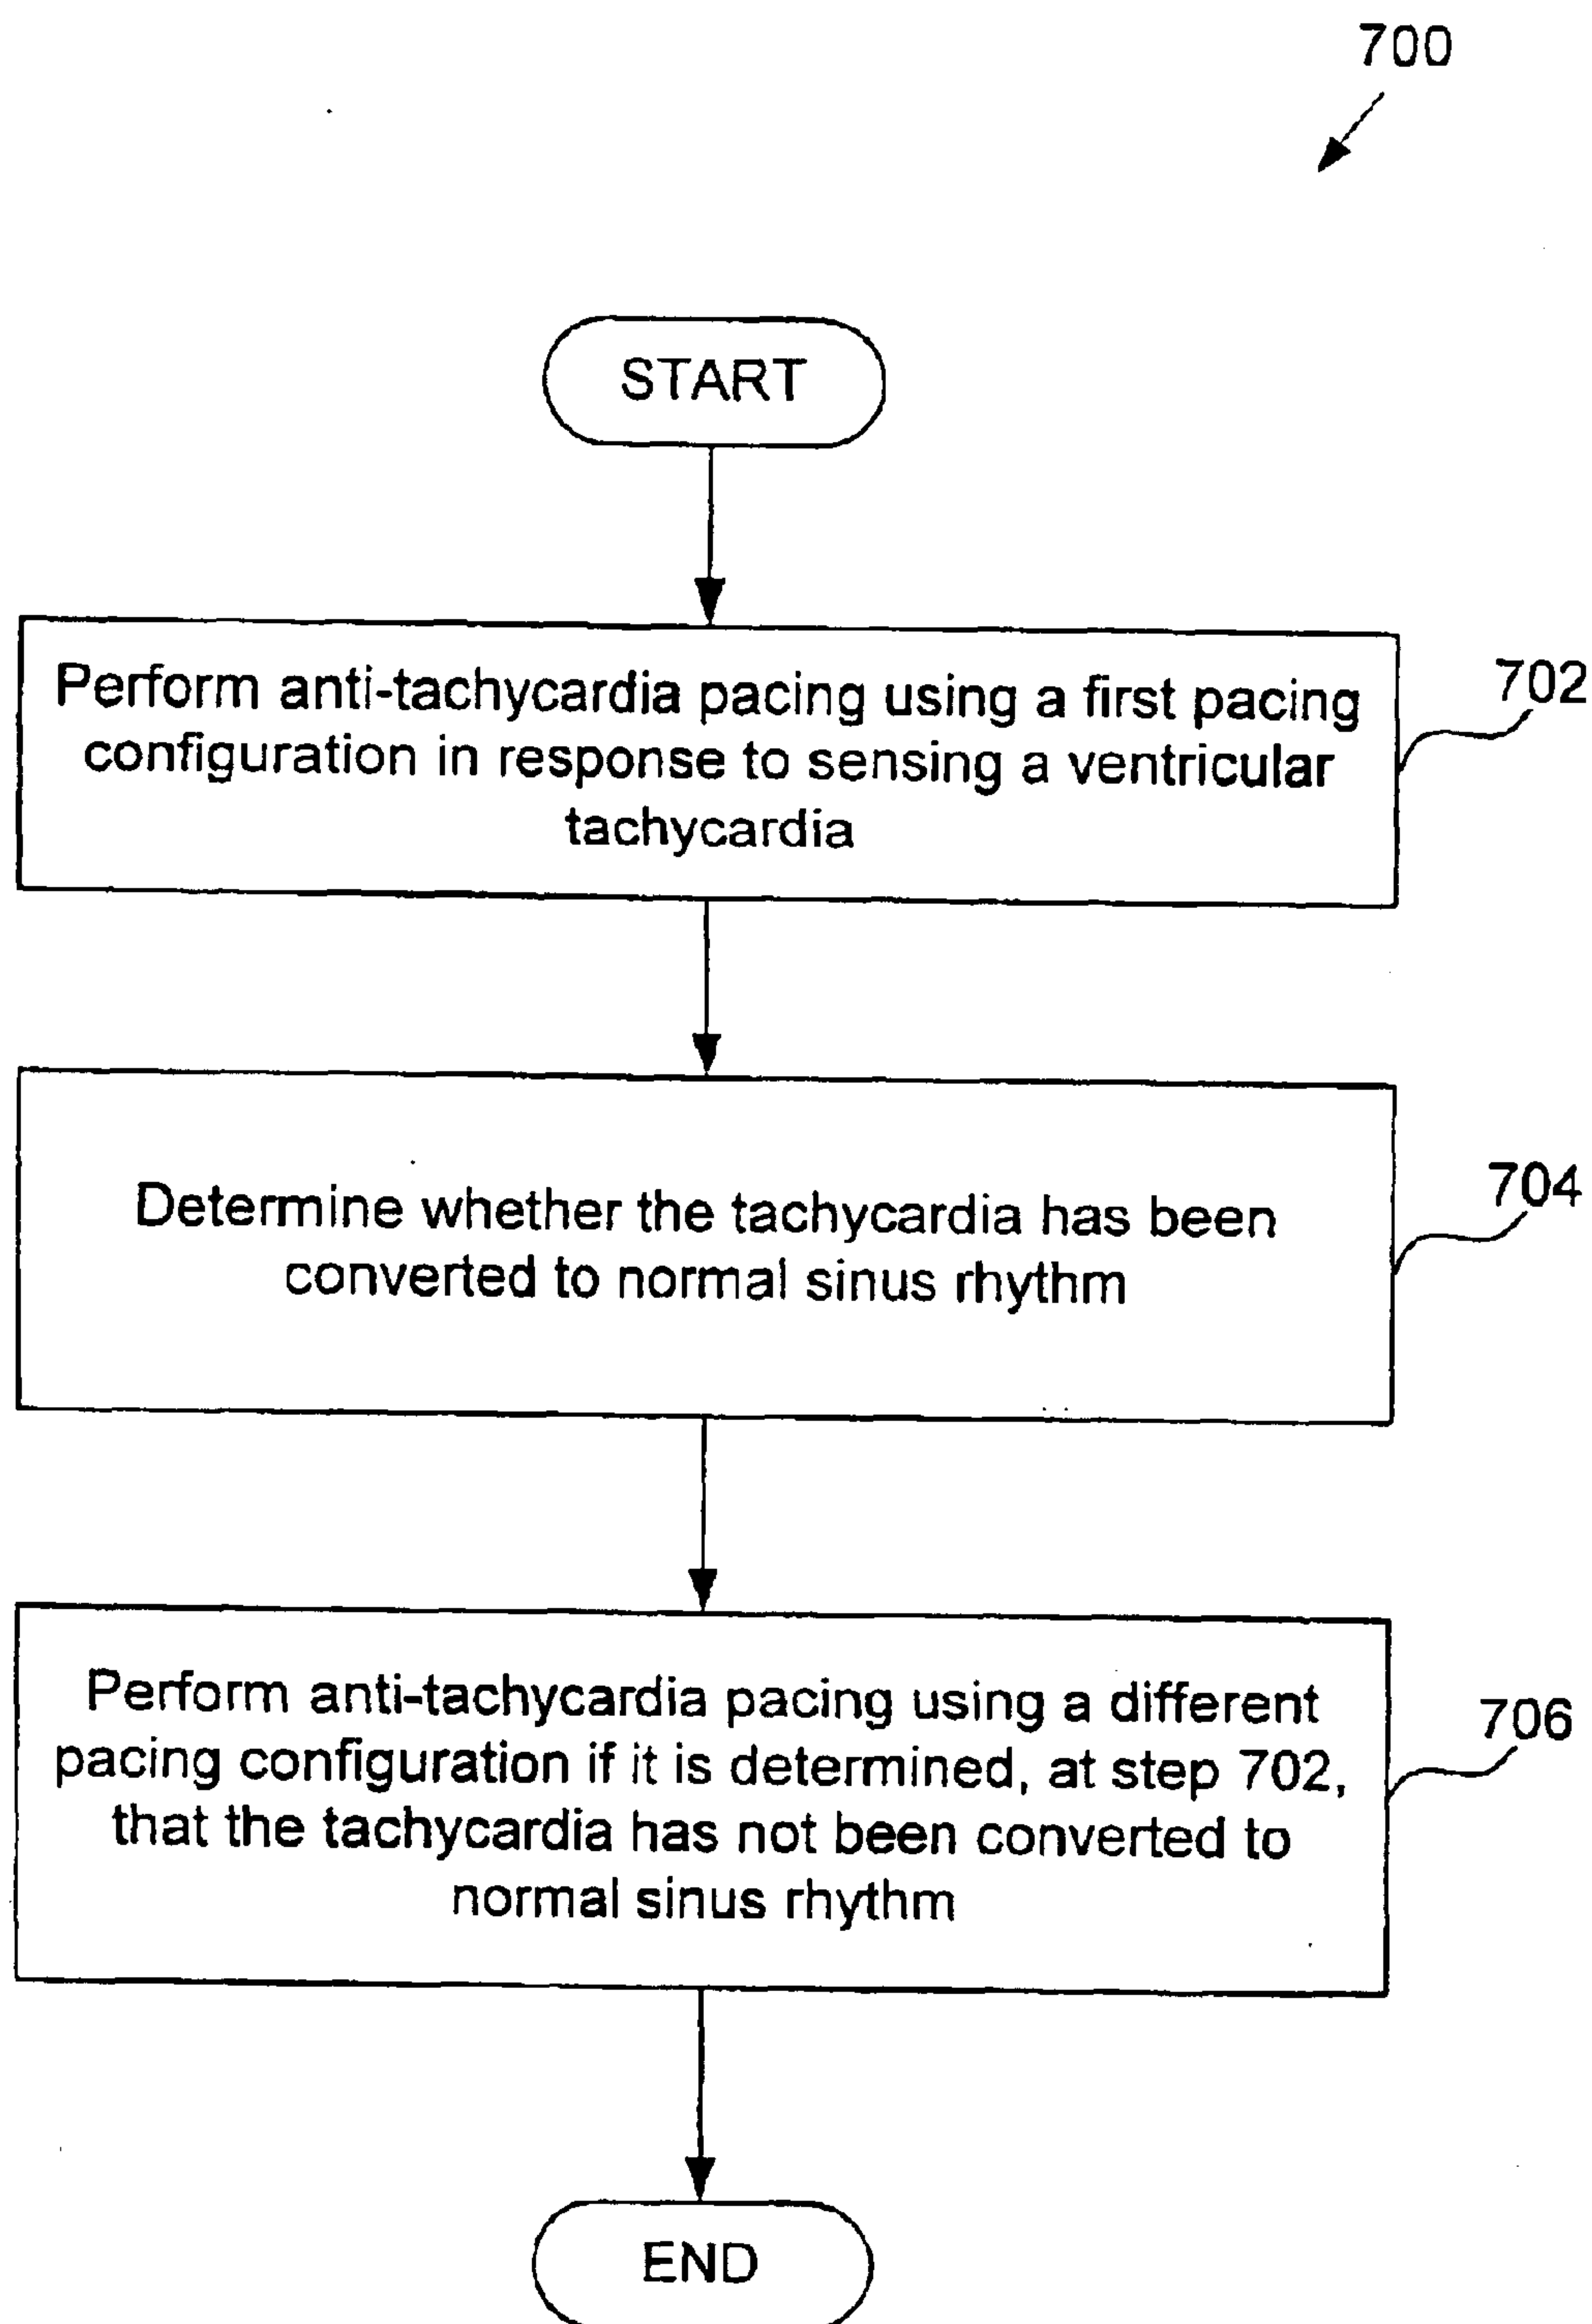 700
START
Perform anti-tachycardia pacing using a first pacing
configuration in response to sensing a ventricular
tachycardia
702
Determine whether the tachycardia has been
converted to normal sinus rhythm
704
Perform anti-tachycardia pacing using a different
pacing configuration if it is determined, at step 702,
that the tachycardia has not been converted to
normal sinus rhythm
706
END